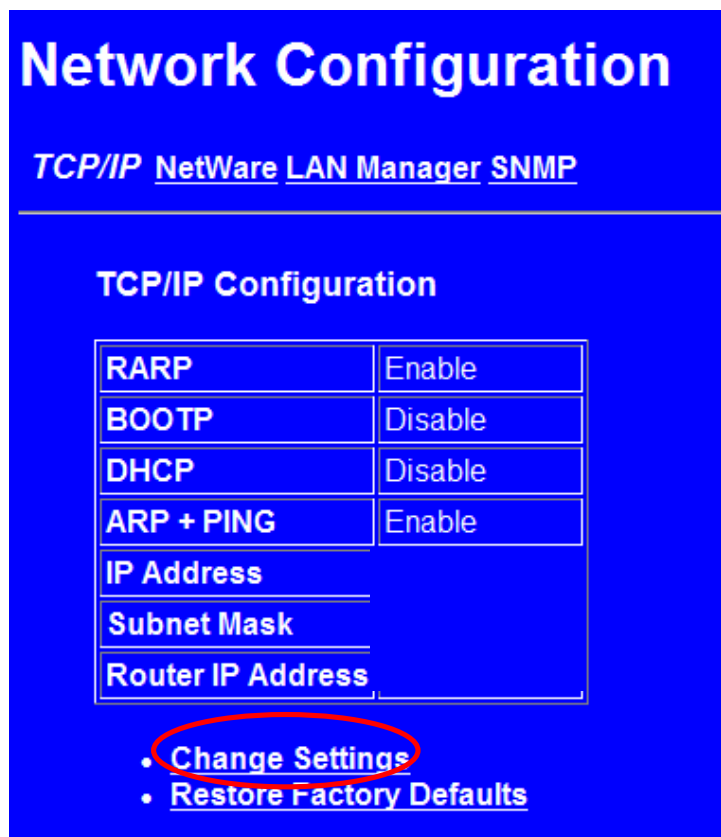 Network Configuration
TCP/IP NetWare LAN Manager SNMP
TCP/IP Configuration
RARP Enable
BOOTP Disable
DHCP Disable
ARP + PING Enable
IP Address
Subnet Mask
Router IP Address
• Change Settings
• Restore Factory Defaults